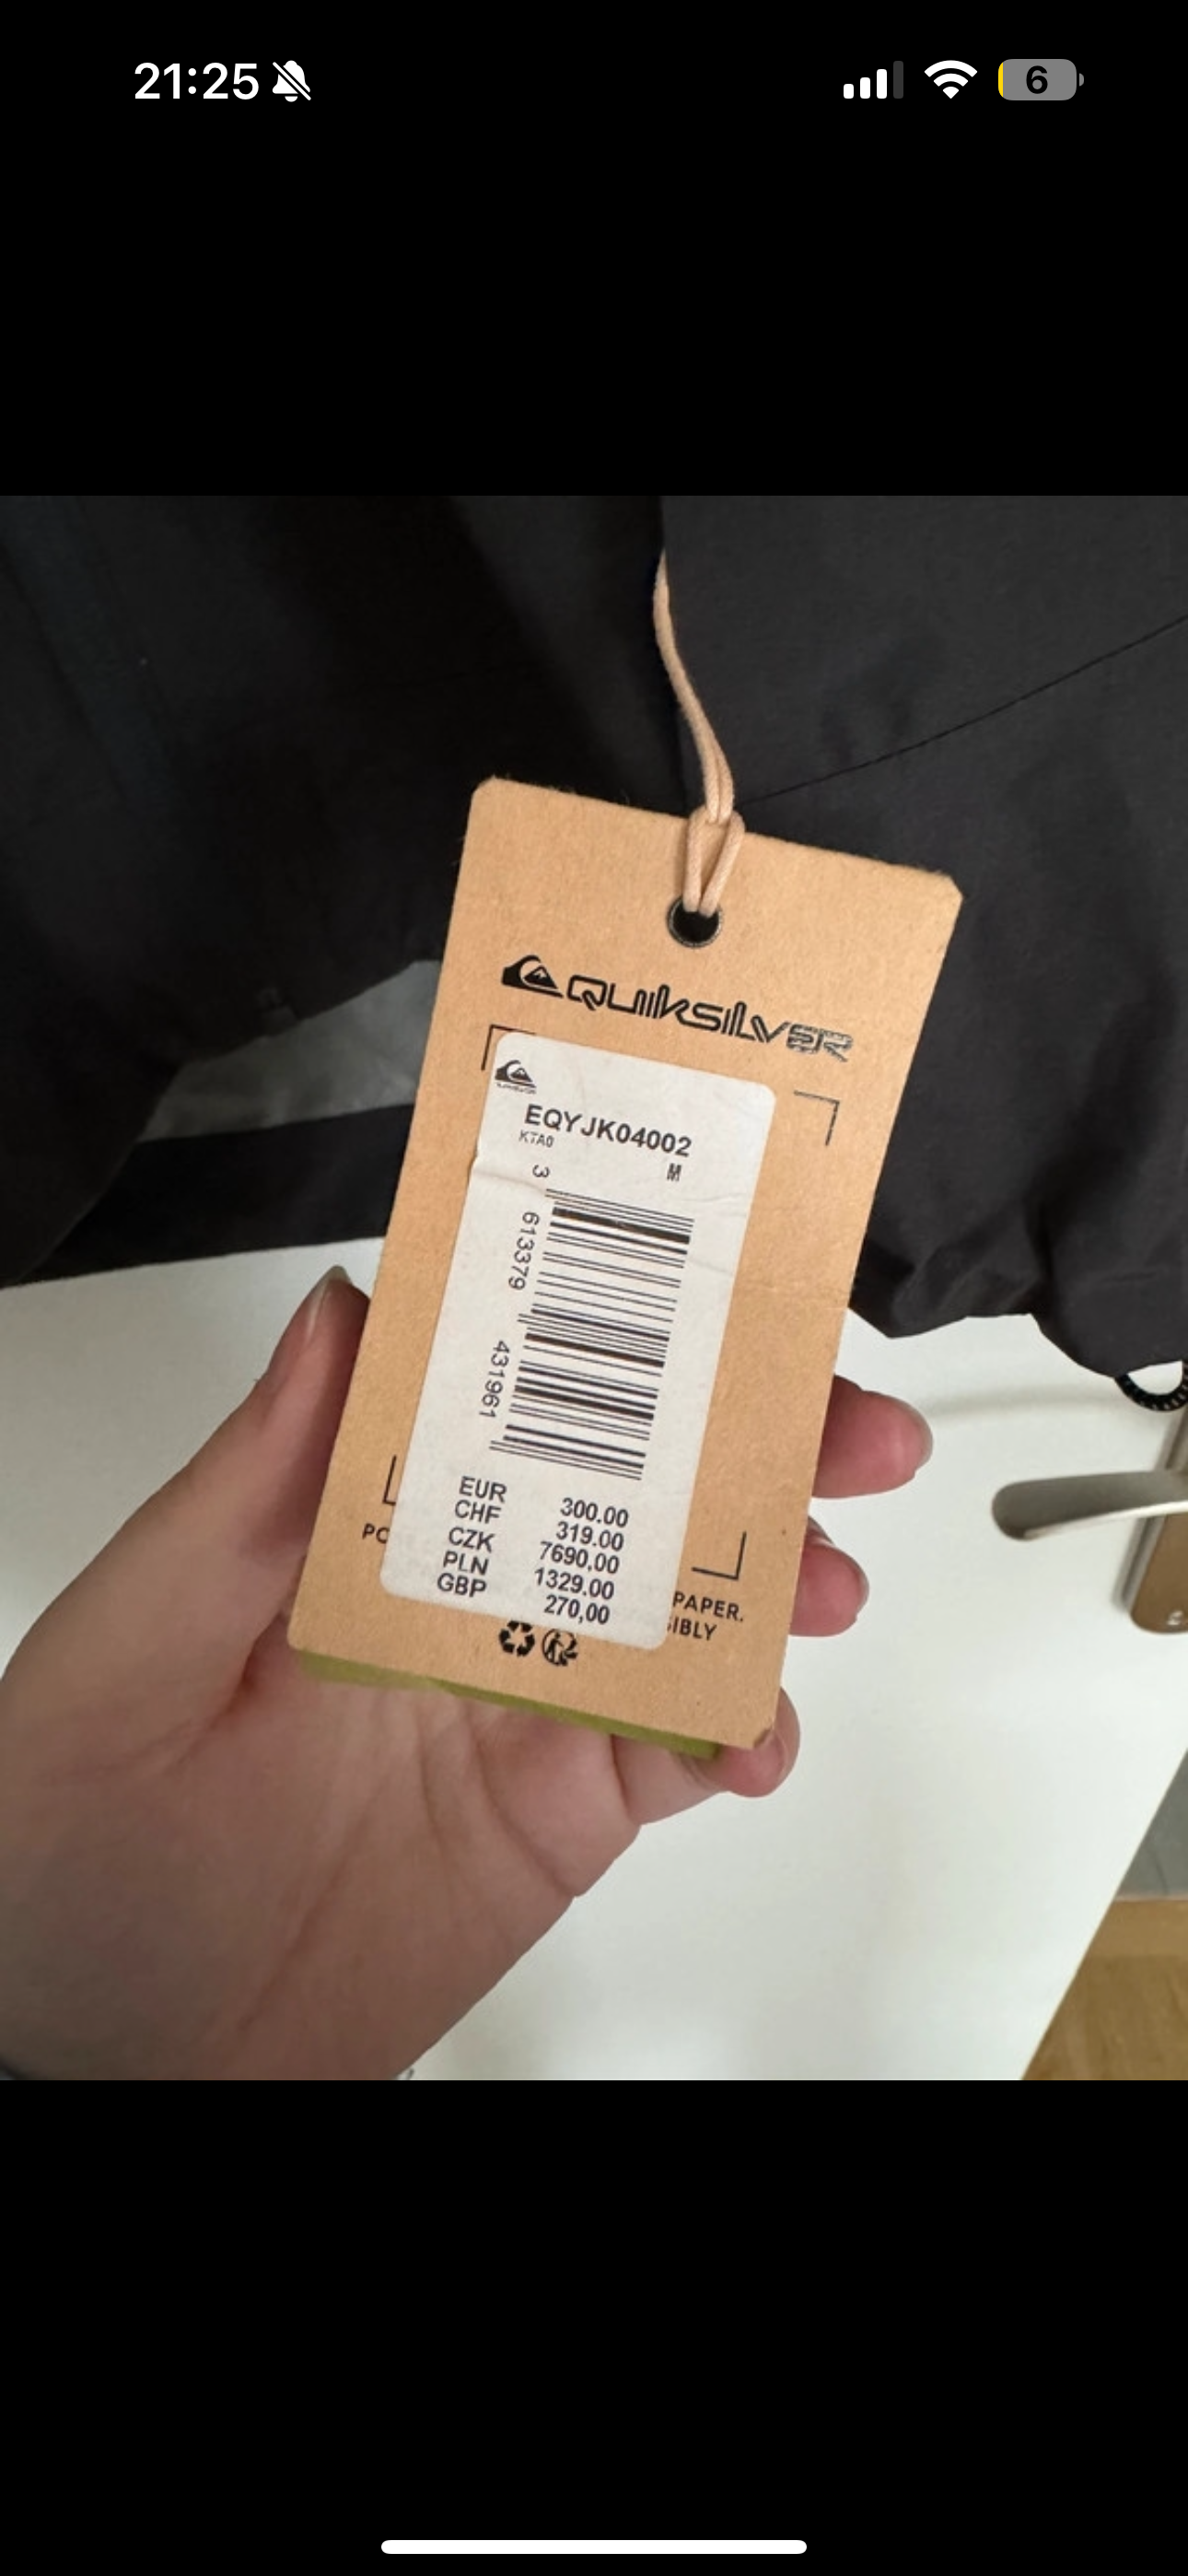 21:25
6
QUIKSILVER
EQYJK04002
KTA0
M
3 613379 431961
EUR 300.00
CHF 319.00
CZK 7690,00
PLN 1329.00
GBP 270,00
PAPER.